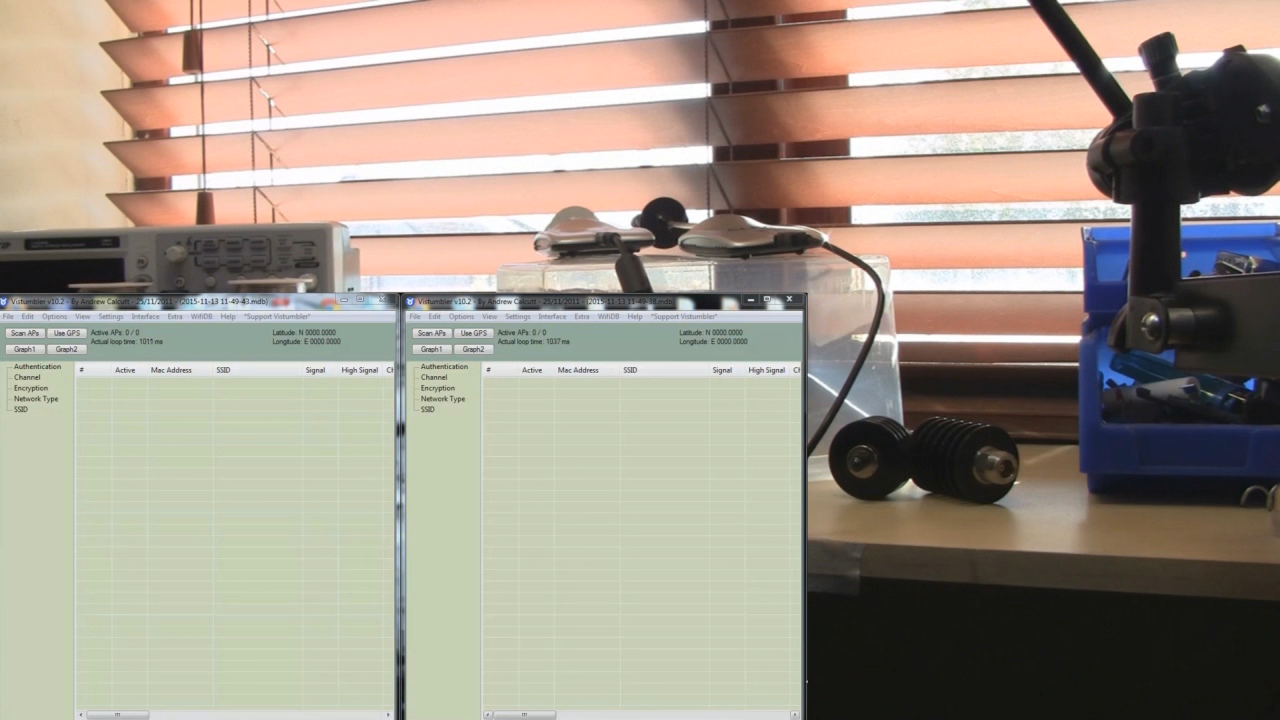 Vistumbler v10.2 - By Andrew Calcutt - 25/11/2011 - (2015-11-13 11-49-43.mdb)
File Edit Options View Settings Interface Extra WifiDB Help *Support Vistumbler*
Scan APs Use GPS Active APs: 0 / 0 Latitude: N 0000.0000
Actual loop time: 1015 ms Longitude: E 0000.0000
Graph1 Graph2
Authentication
Channel
Encryption
Network Type
SSID
# Active Mac Address SSID Signal High Signal Ch
Vistumbler v10.2 - By Andrew Calcutt - 25/11/2011 - (2015-11-13 11-49-38.mdb)
File Edit Options View Settings Interface Extra WifiDB Help *Support Vistumbler*
Scan APs Use GPS Active APs: 0 / 0 Latitude: N 0000.0000
Actual loop time: 1037 ms Longitude: E 0000.0000
Graph1 Graph2
Authentication
Channel
Encryption
Network Type
SSID
# Active Mac Address SSID Signal High Signal Ch